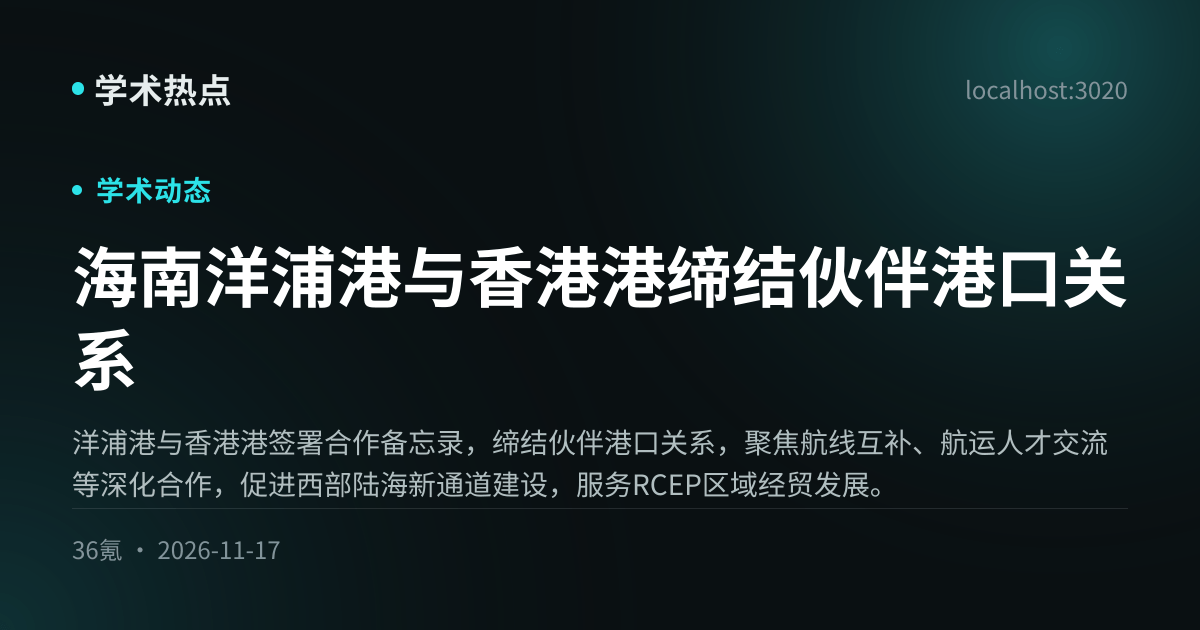 学术热点
localhost:3020
学术动态
海南洋浦港与香港港缔结伙伴港口关
系
洋浦港与香港港签署合作备忘录，缔结伙伴港口关系，聚焦航线互补、航运人才交流
等深化合作，促进西部陆海新通道建设，服务RCEP区域经贸发展。
36氪 · 2026-11-17